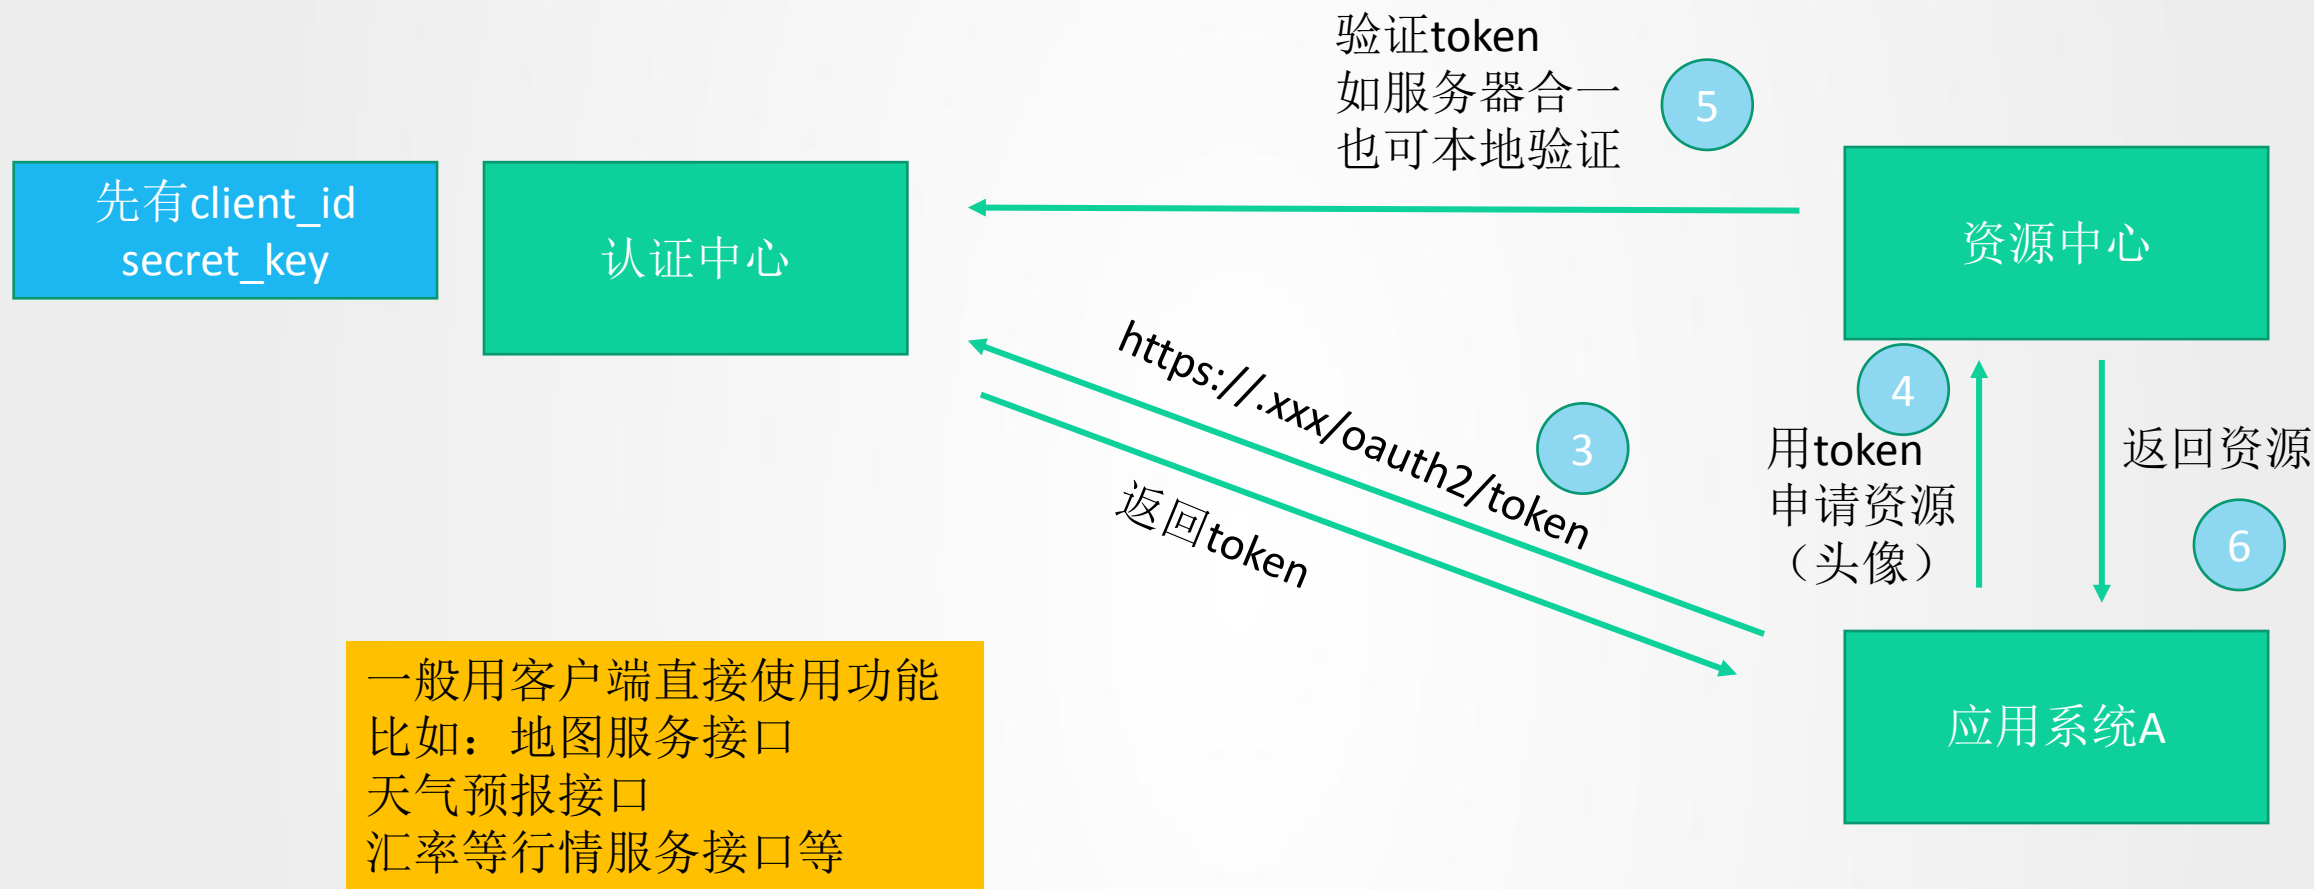 验证token
如服务器合一
也可本地验证
5
先有client_id
secret_key
认证中心
资源中心
https://.xxx/oauth2/token
3
返回token
4
用token
申请资源
（头像）
返回资源
6
一般用客户端直接使用功能
比如：地图服务接口
天气预报接口
汇率等行情服务接口等
应用系统A